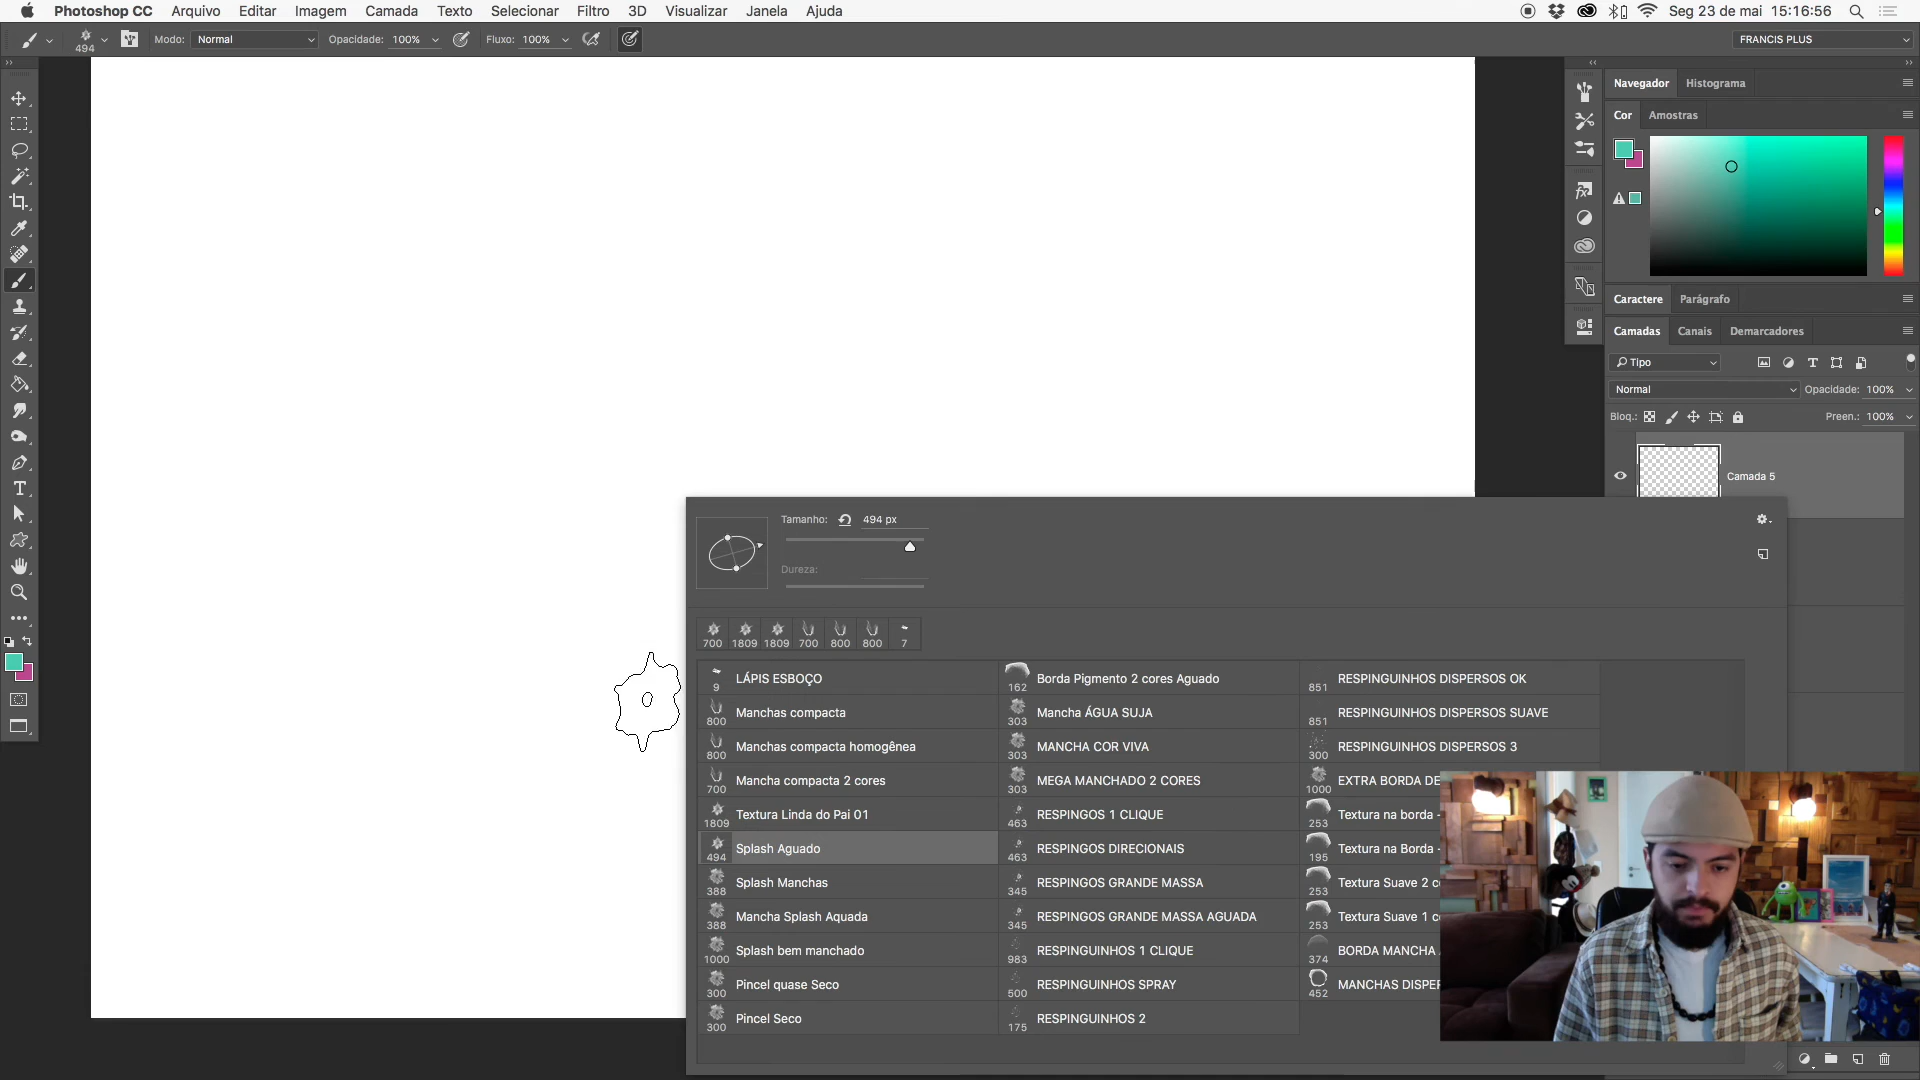 Photoshop CC Arquivo Editar Imagem Camada Texto Selecionar Filtro 3D Visualizar Janela Ajuda Seg 23 de mai 15:16:56
494 Modo: Normal Opacidade: 100% Fluxo: 100% FRANCIS PLUS
Navegador Histograma
Cor Amostras
Caractere Parágrafo
Camadas Canais Demarcadores
Tipo
Normal Opacidade: 100%
Bloq.: Preen.: 100%
Camada 5
Tamanho: 494 px
Dureza:
700 1809 1809 700 800 800 7
9 LÁPIS ESBOÇO
800 Manchas compacta
800 Manchas compacta homogênea
700 Mancha compacta 2 cores
1809 Textura Linda do Pai 01
494 Splash Aguado
388 Splash Manchas
388 Mancha Splash Aquada
1000 Splash bem manchado
300 Pincel quase Seco
300 Pincel Seco
162 Borda Pigmento 2 cores Aguado
303 Mancha ÁGUA SUJA
303 MANCHA COR VIVA
303 MEGA MANCHADO 2 CORES
463 RESPINGOS 1 CLIQUE
463 RESPINGOS DIRECIONAIS
345 RESPINGOS GRANDE MASSA
345 RESPINGOS GRANDE MASSA AGUADA
983 RESPINGUINHOS 1 CLIQUE
500 RESPINGUINHOS SPRAY
175 RESPINGUINHOS 2
851 RESPINGUINHOS DISPERSOS OK
851 RESPINGUINHOS DISPERSOS SUAVE
300 RESPINGUINHOS DISPERSOS 3
1000 EXTRA BORDA DE
253 Textura na borda -
195 Textura na Borda -
253 Textura Suave 2 c
253 Textura Suave 1 c
374 BORDA MANCHA
452 MANCHAS DISPER